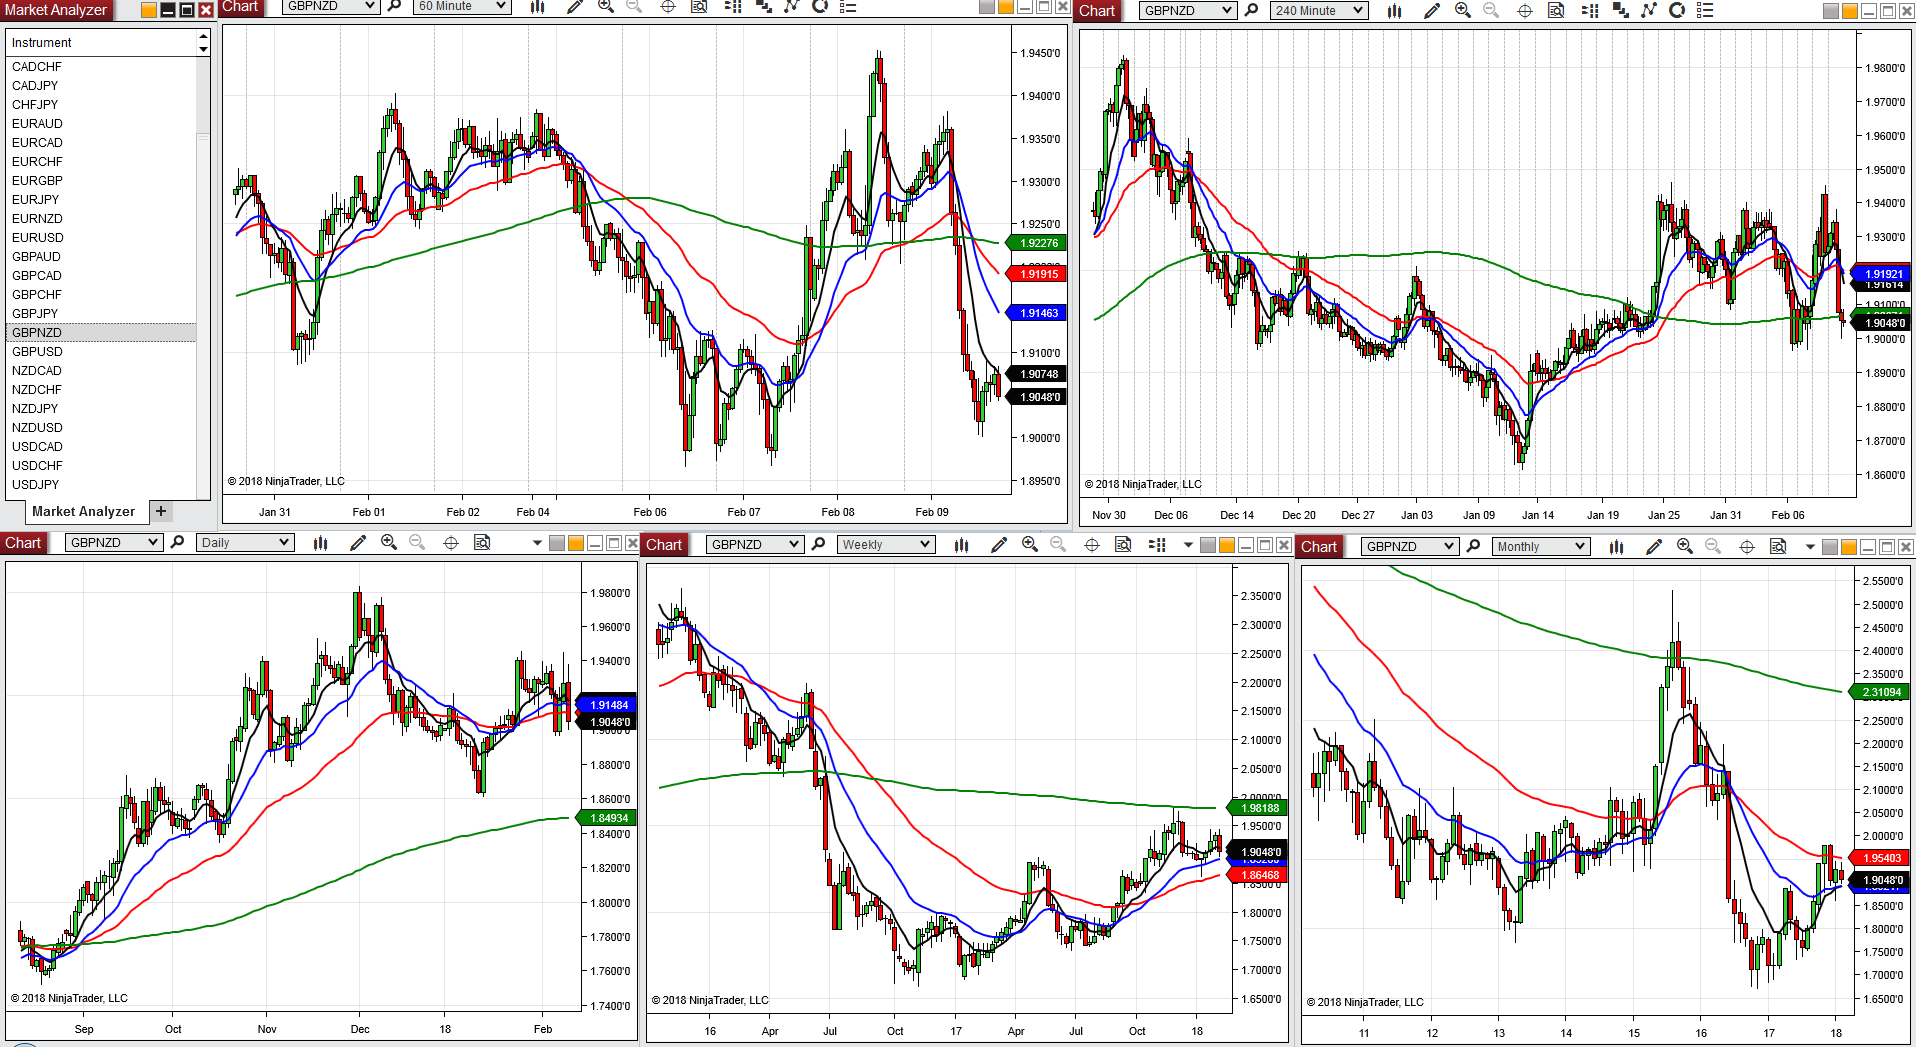 Market Analyzer
Instrument
CADCHF
CADJPY
CHFJPY
EURAUD
EURCAD
EURCHF
EURGBP
EURJPY
EURNZD
EURUSD
GBPAUD
GBPCAD
GBPCHF
GBPJPY
GBPNZD
GBPUSD
NZDCAD
NZDCHF
NZDJPY
NZDUSD
USDCAD
USDCHF
USDJPY
Market Analyzer +
Chart GBPNZD 60 Minute
1.9450'0
1.9400'0
1.9350'0
1.9300'0
1.9250'0
1.92276
1.91915
1.91463
1.9100'0
1.90748
1.9048'0
1.9000'0
1.8950'0
© 2018 NinjaTrader, LLC
Jan 31 Feb 01 Feb 02 Feb 04 Feb 06 Feb 07 Feb 08 Feb 09
Chart GBPNZD 240 Minute
1.9800'0
1.9700'0
1.9600'0
1.9500'0
1.9400'0
1.9300'0
1.91921
1.91614
1.9100'0
1.9048'0
1.9000'0
1.8900'0
1.8800'0
1.8700'0
1.8600'0
© 2018 NinjaTrader, LLC
Nov 30 Dec 06 Dec 14 Dec 20 Dec 27 Jan 03 Jan 09 Jan 14 Jan 19 Jan 25 Jan 31 Feb 06
Chart GBPNZD Daily
1.9800'0
1.9600'0
1.9400'0
1.91484
1.9048'0
1.9000'0
1.8800'0
1.8600'0
1.84934
1.8400'0
1.8200'0
1.8000'0
1.7800'0
1.7600'0
1.7400'0
© 2018 NinjaTrader, LLC
Sep Oct Nov Dec 18 Feb
Chart GBPNZD Weekly
2.3500'0
2.3000'0
2.2500'0
2.2000'0
2.1500'0
2.1000'0
2.0500'0
2.0000'0
1.98188
1.9500'0
1.9048'0
1.86468
1.8500'0
1.8000'0
1.7500'0
1.7000'0
1.6500'0
© 2018 NinjaTrader, LLC
16 Apr Jul Oct 17 Apr Jul Oct 18
Chart GBPNZD Monthly
2.5500'0
2.5000'0
2.4500'0
2.4000'0
2.3500'0
2.31094
2.2500'0
2.2000'0
2.1500'0
2.1000'0
2.0500'0
2.0000'0
1.95403
1.9048'0
1.8500'0
1.8000'0
1.7500'0
1.7000'0
1.6500'0
© 2018 NinjaTrader, LLC
11 12 13 14 15 16 17 18